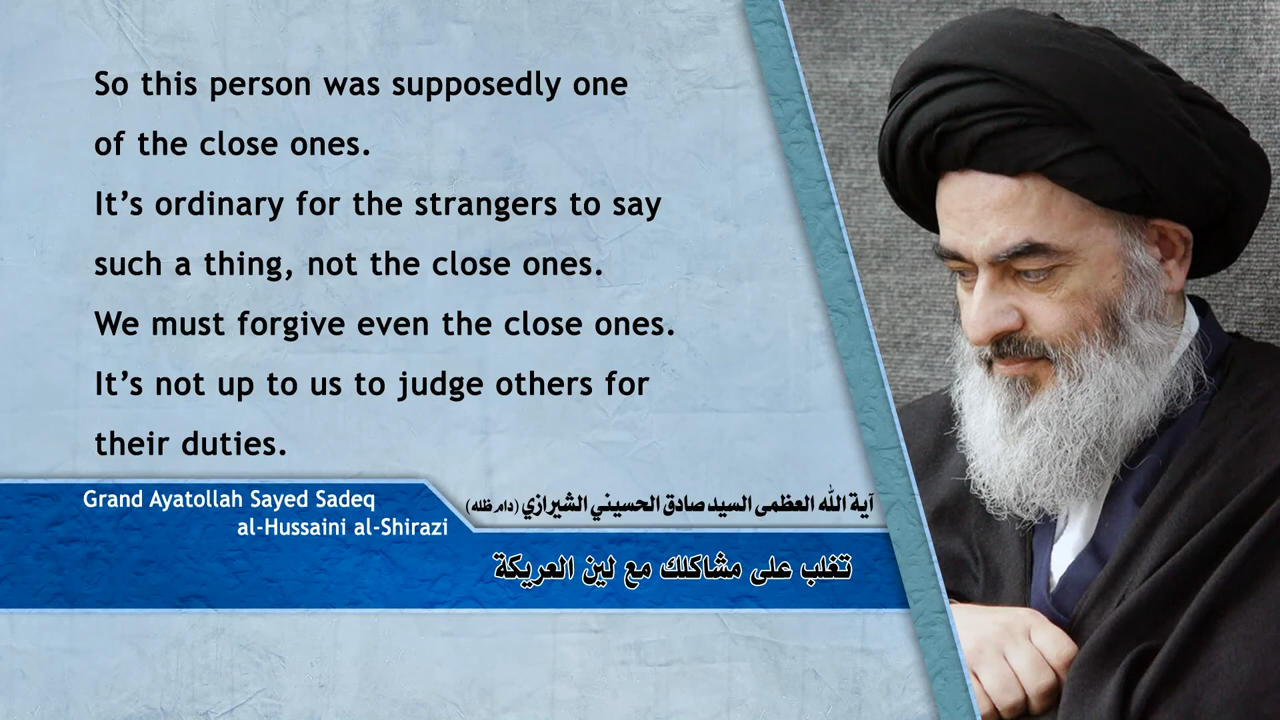 So this person was supposedly one
of the close ones.
It’s ordinary for the strangers to say
such a thing, not the close ones.
We must forgive even the close ones.
It’s not up to us to judge others for
their duties.
Grand Ayatollah Sayed Sadeq
al-Hussaini al-Shirazi
آية الله العظمى السيد صادق الحسيني الشيرازي (دام ظله)
تغلب على مشاكلك مع لين العريكة